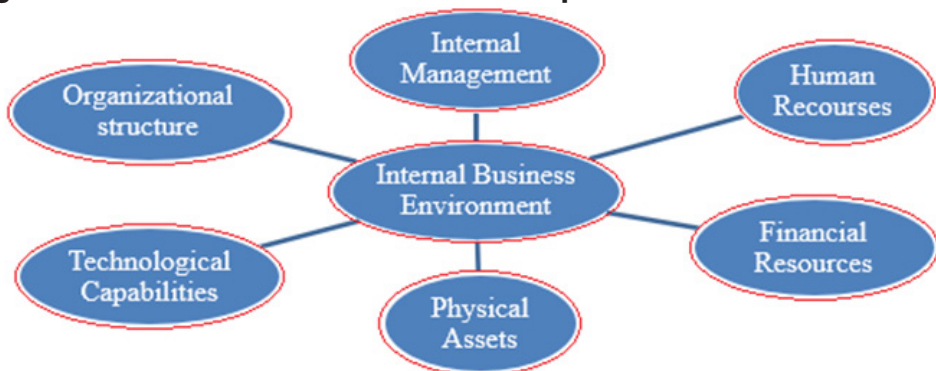 Internal
Management
Human
Recourses
Organizational
structure
Internal Business
Environment
Financial
Resources
Technological
Capabilities
Physical
Assets